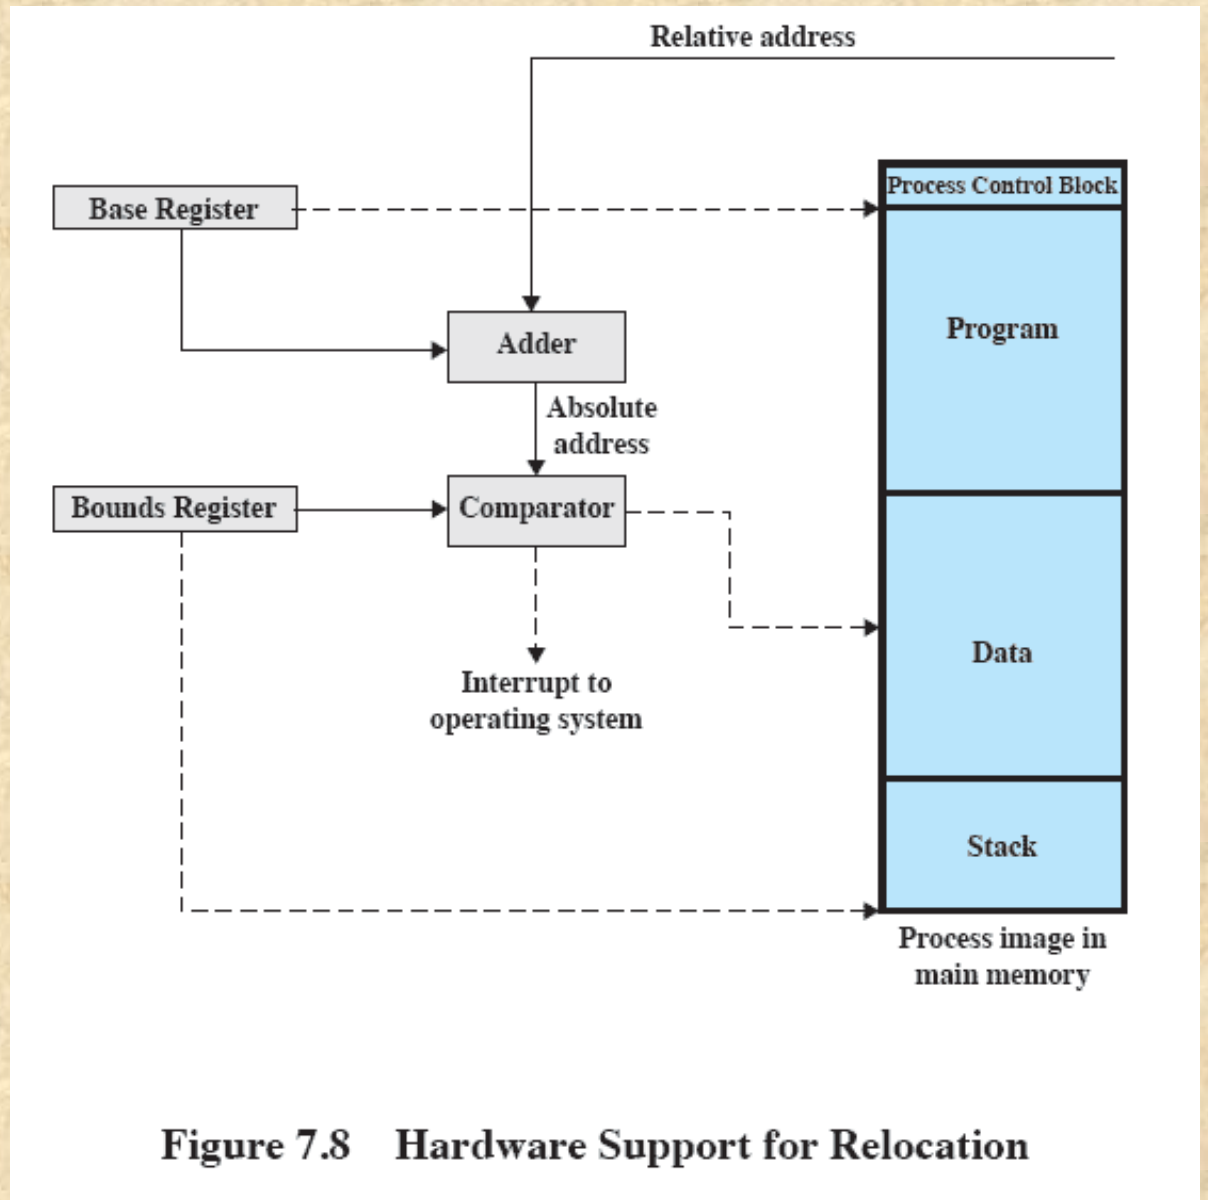 Relative address
Process Control Block
Base Register
Program
Adder
Absolute
address
Bounds Register
Comparator
Data
Interrupt to
operating system
Stack
Process image in
main memory
Figure 7.8 Hardware Support for Relocation